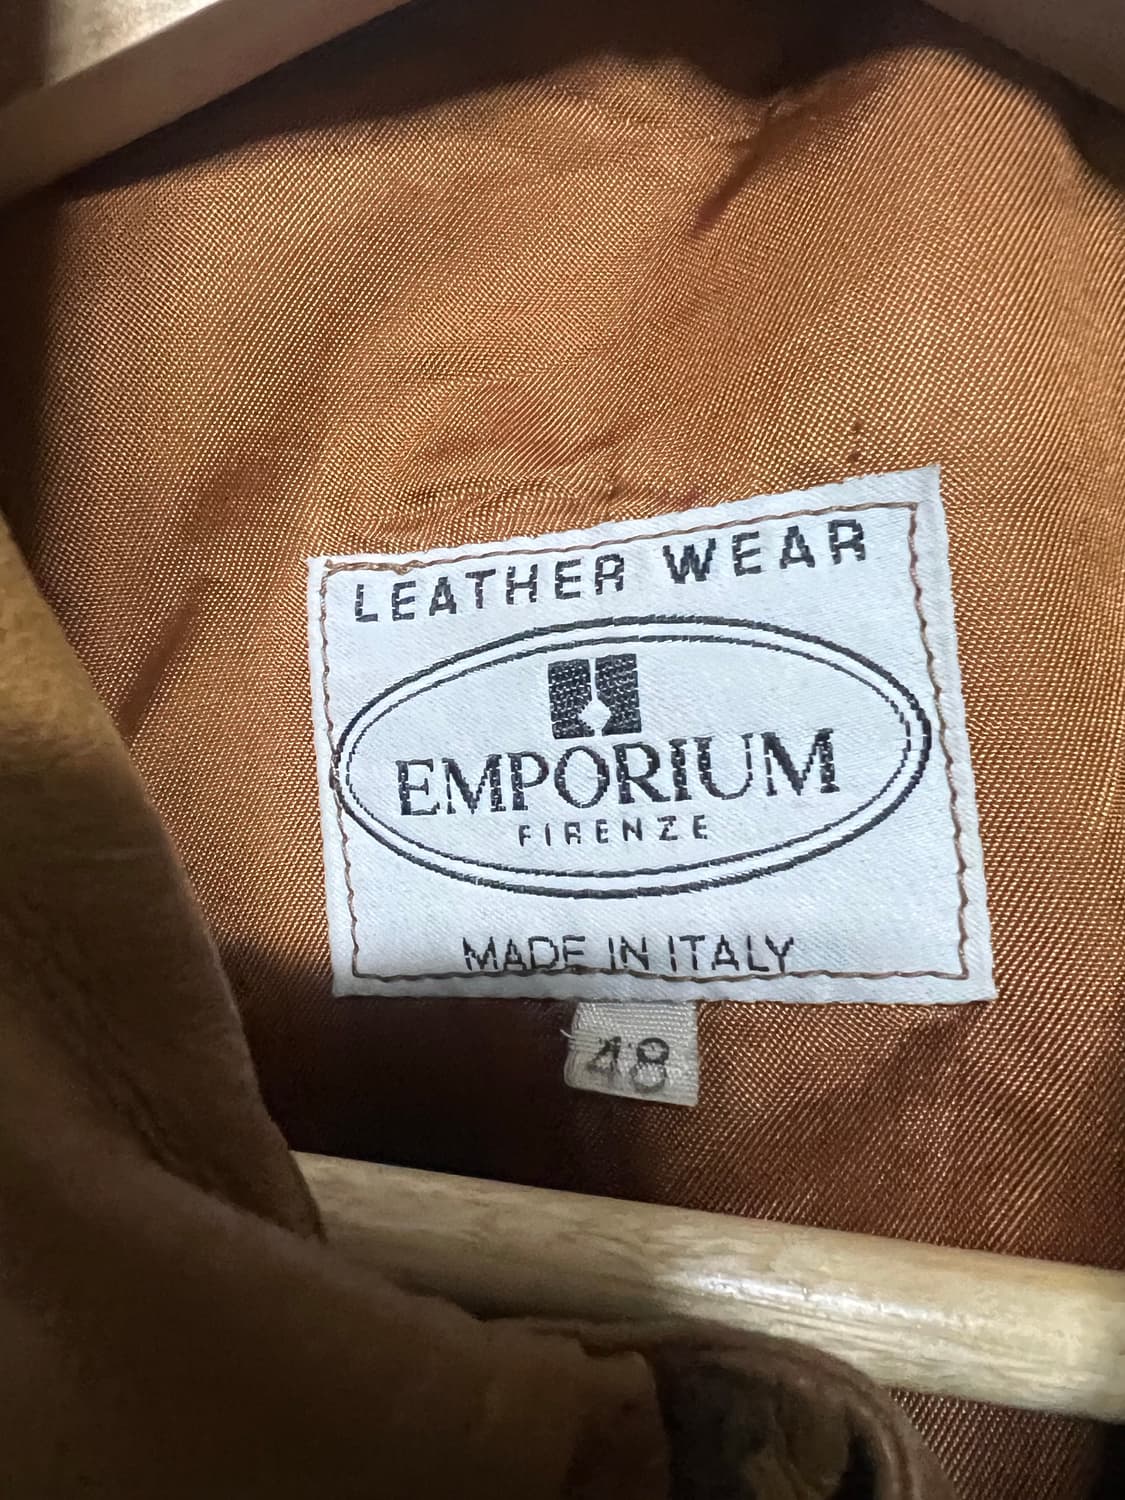 LEATHER WEAR
EMPORIUM
FIRENZE
MADE IN ITALY
48